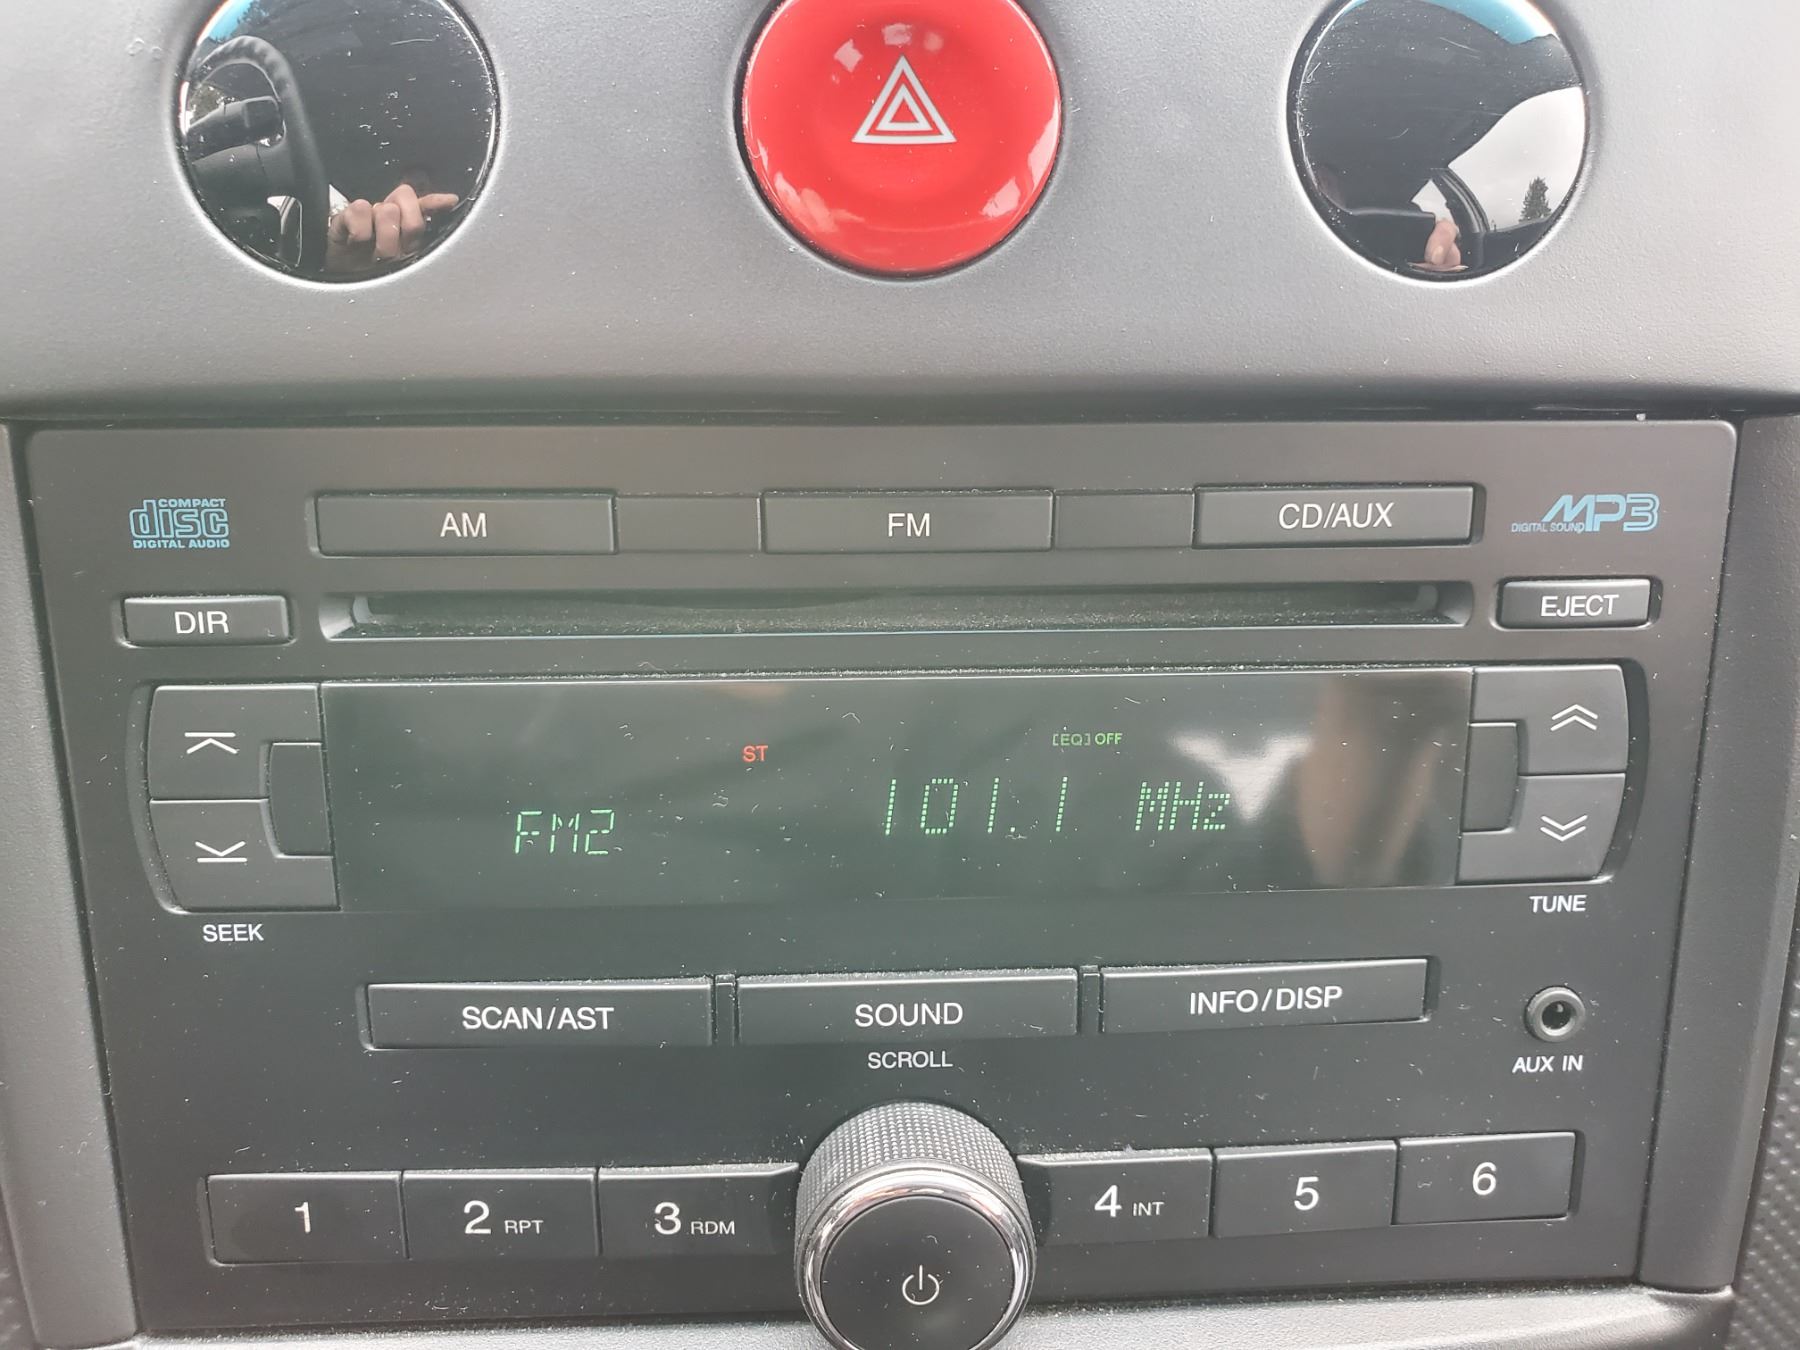 COMPACT
disc
DIGITAL AUDIO
AM
FM
CD/AUX
MP3
DIGITAL SOUND
DIR
EJECT
ST
[EQ] OFF
FM2
101.1 MHz
SEEK
TUNE
SCAN/AST
SOUND
INFO/DISP
SCROLL
AUX IN
1
2 RPT
3 RDM
4 INT
5
6